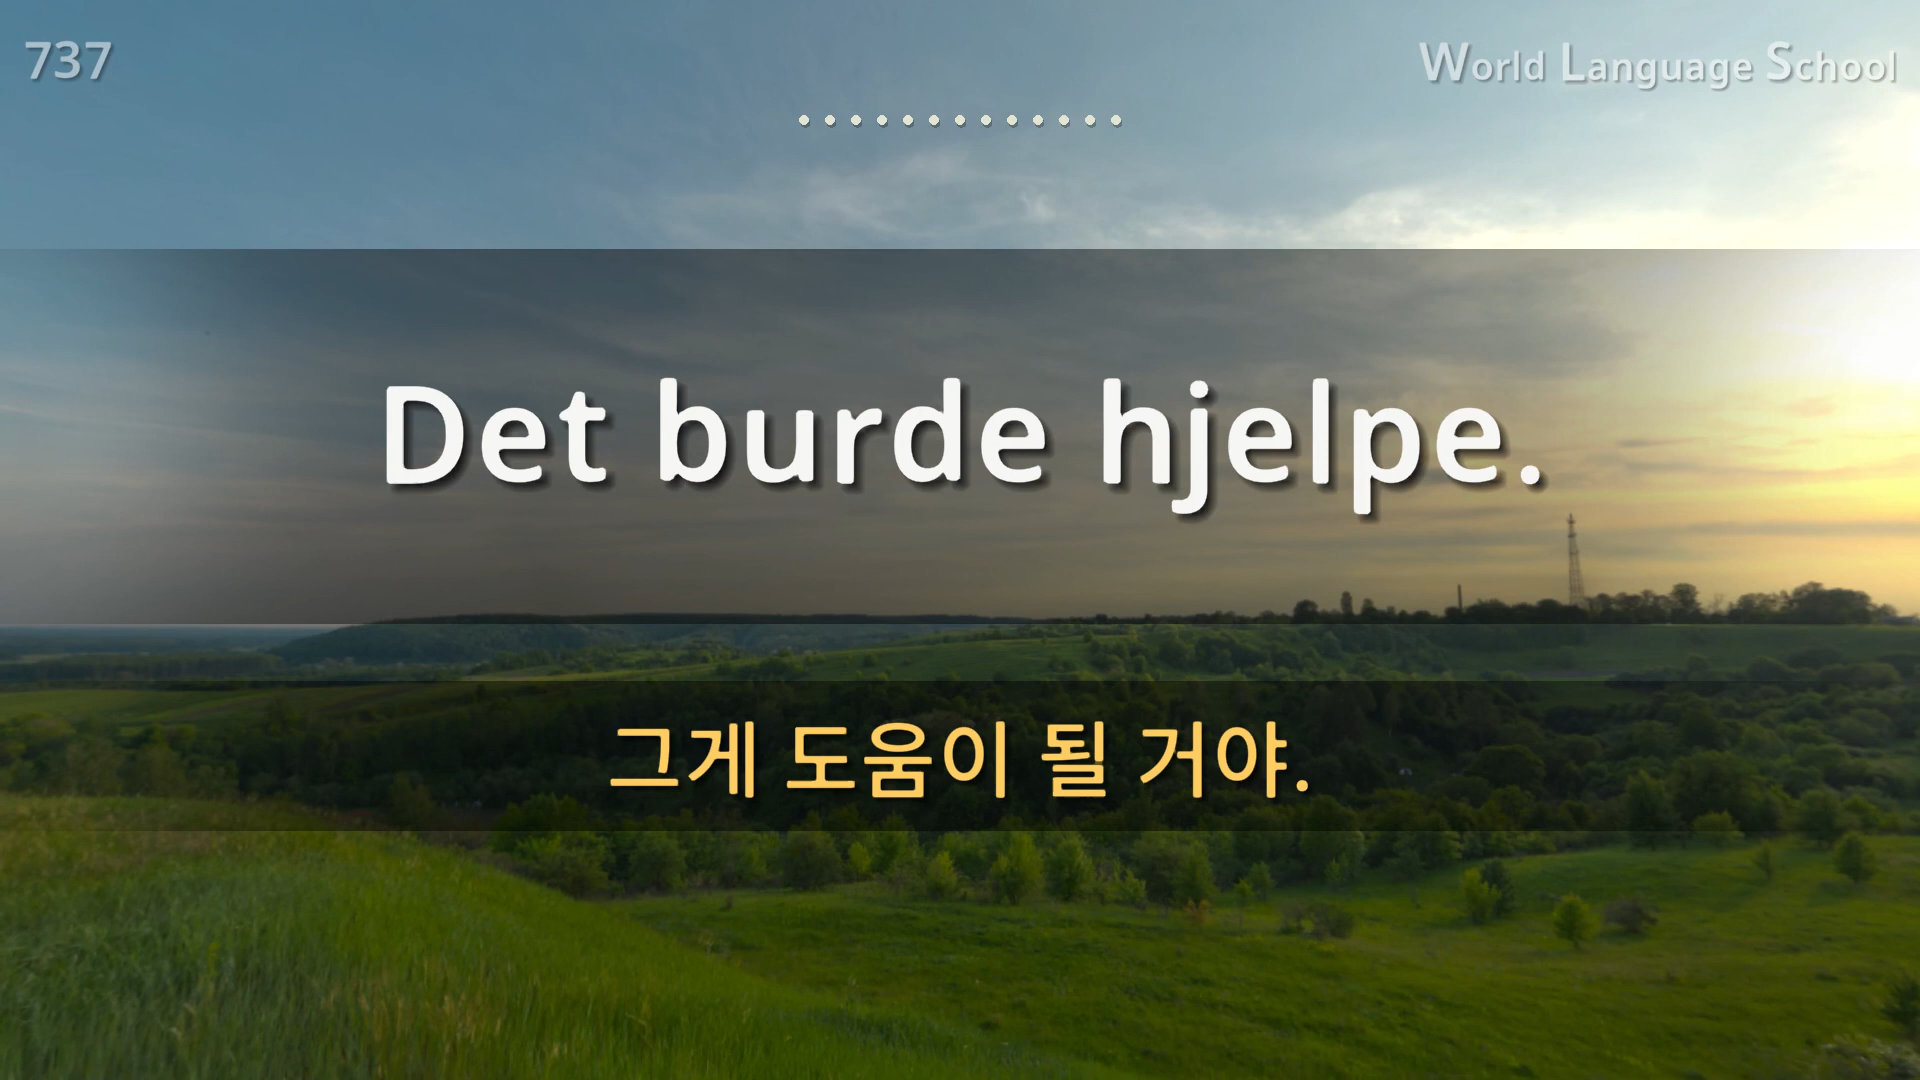 737
World Language School
Det burde hjelpe.
그게 도움이 될 거야.